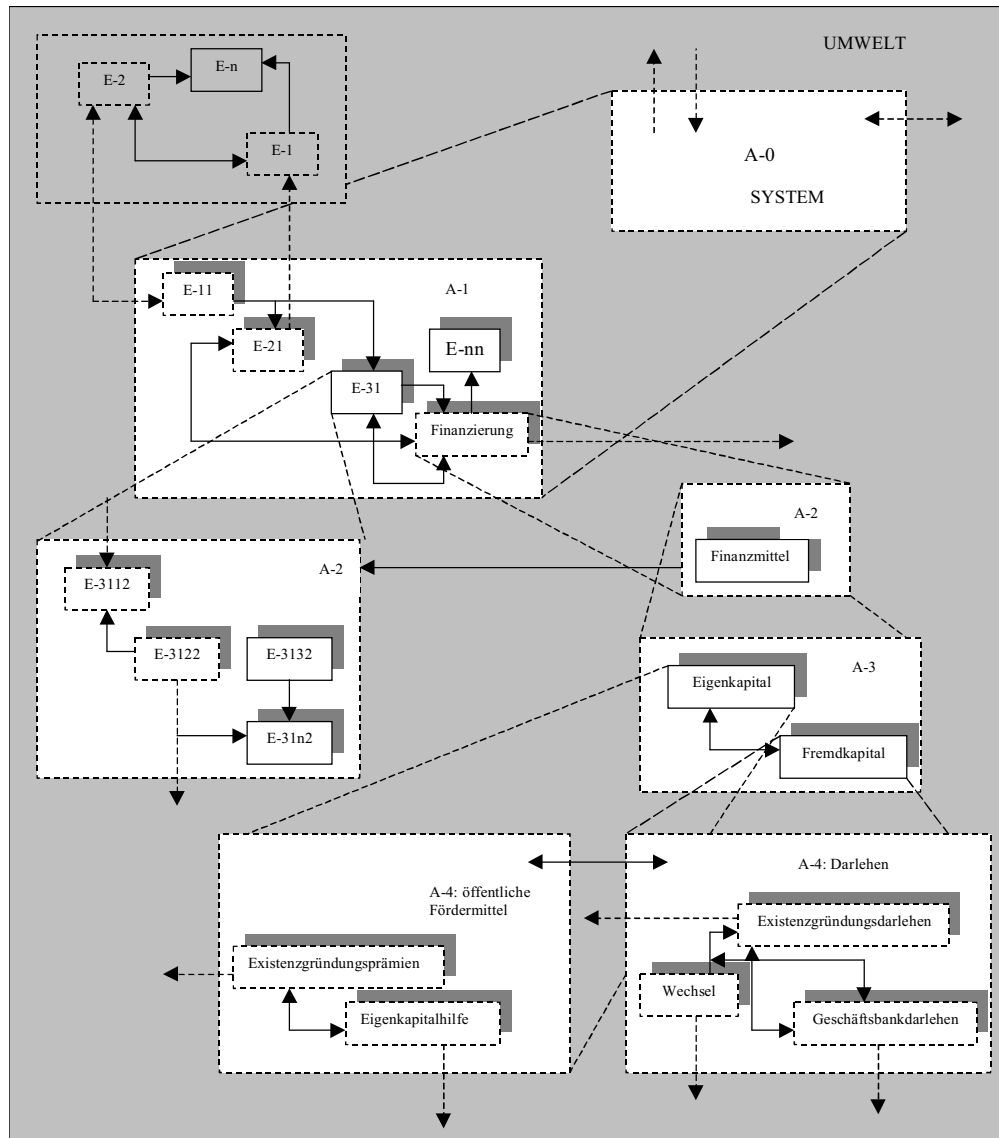 UMWELT
E-n
E-2
E-1
A-0
SYSTEM
A-1
E-11
E-21
E-nn
E-31
Finanzierung
A-2
Finanzmittel
A-2
E-3112
E-3122
E-3132
E-31n2
A-3
Eigenkapital
Fremdkapital
A-4: öffentliche
Fördermittel
Existenzgründungsprämien
Eigenkapitalhilfe
A-4: Darlehen
Existenzgründungsdarlehen
Wechsel
Geschäftsbankdarlehen